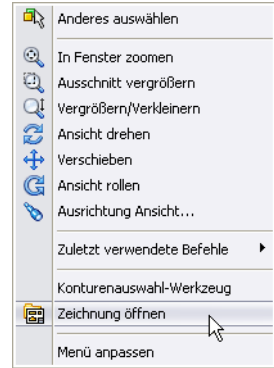 Anderes auswählen
In Fenster zoomen
Ausschnitt vergrößern
Vergrößern/Verkleinern
Ansicht drehen
Verschieben
Ansicht rollen
Ausrichtung Ansicht...
Zuletzt verwendete Befehle
Konturenauswahl-Werkzeug
Zeichnung öffnen
Menü anpassen